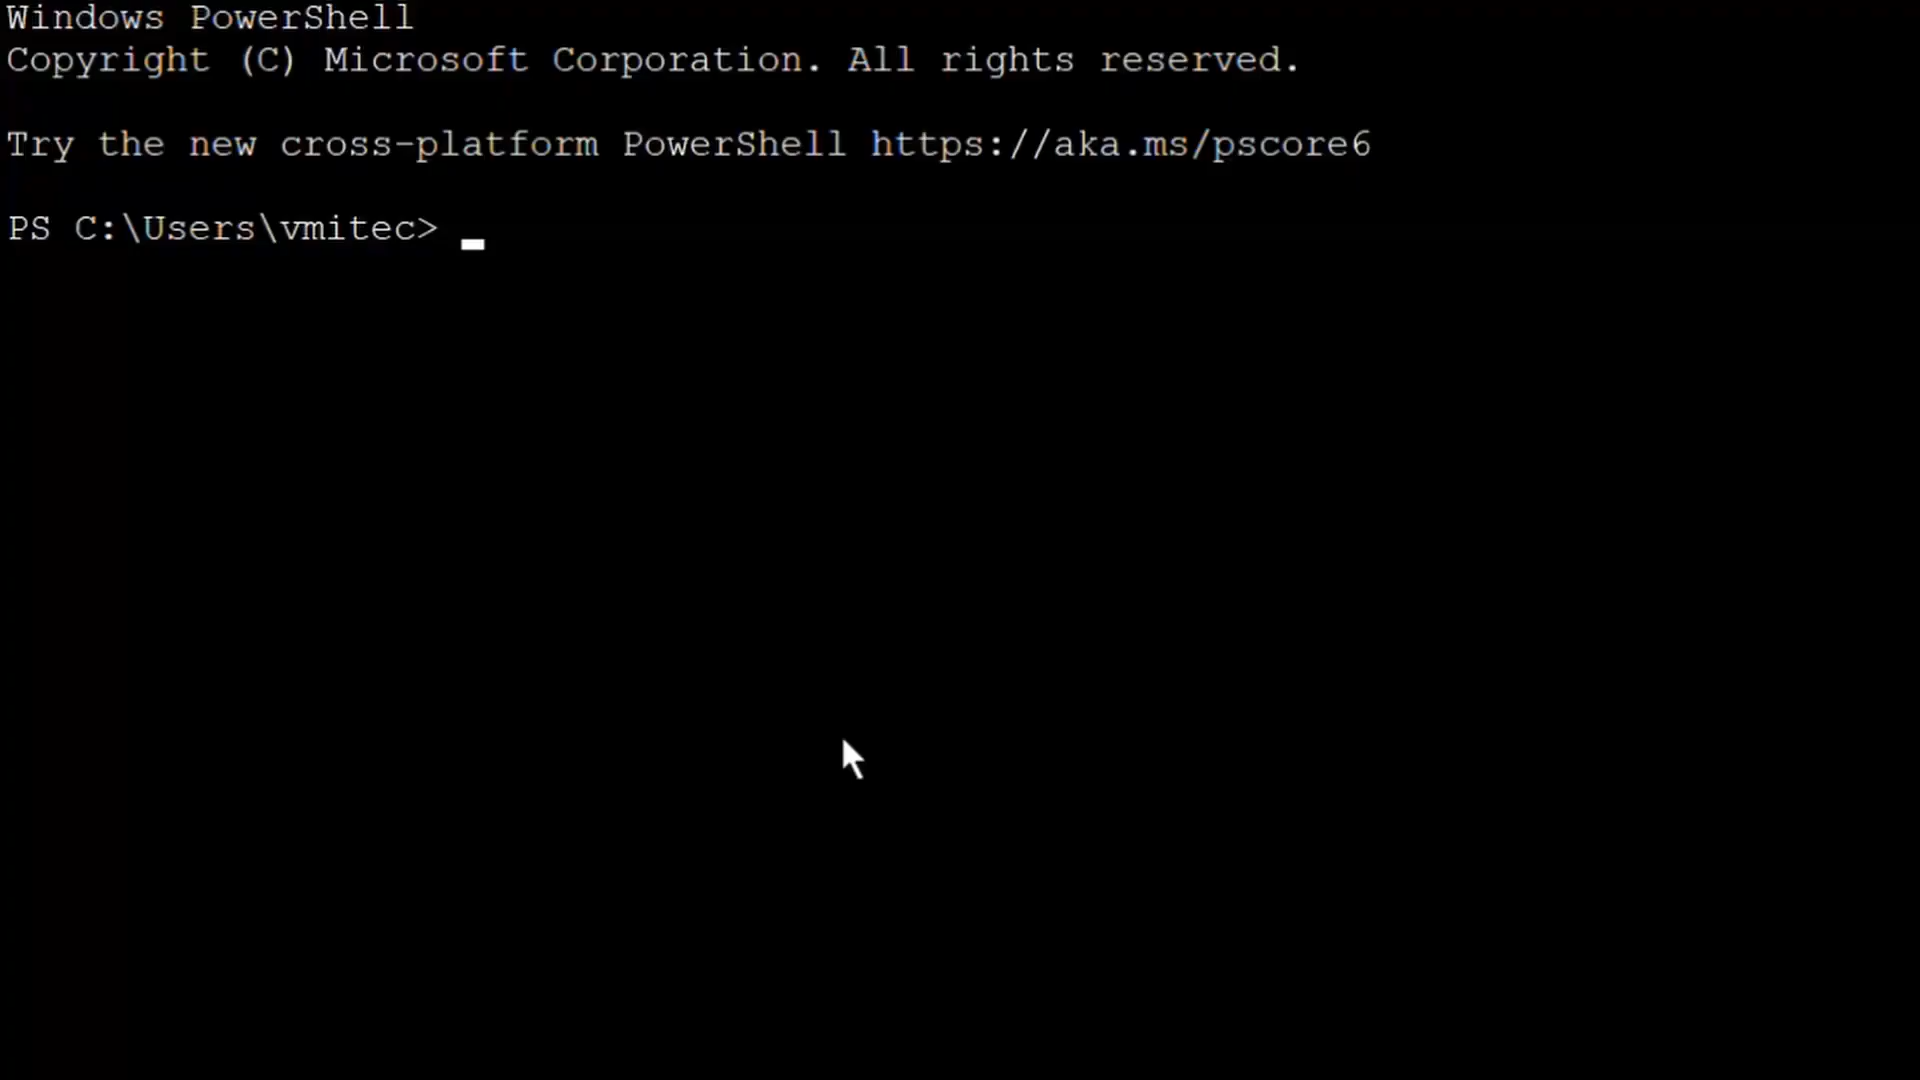 Windows PowerShell
Copyright (C) Microsoft Corporation. All rights reserved.
Try the new cross-platform PowerShell https://aka.ms/pscore6
PS C:\Users\vmitec>